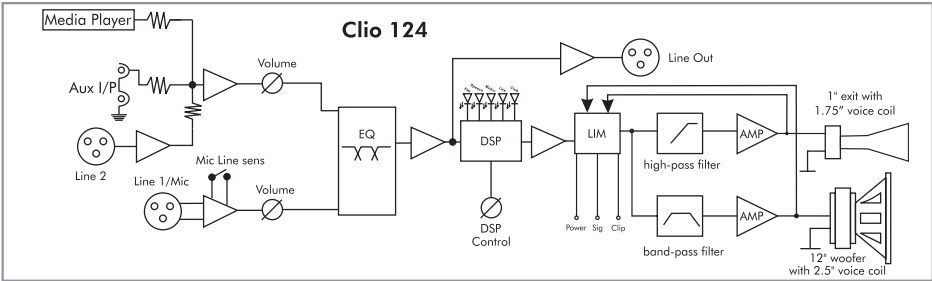 Clio 124
Media Player
Aux I/P
Volume
Line 2
Mic Line sens
Line 1/Mic
Volume
EQ
DSP
DSP
Control
Line Out
LIM
Power
Sig
Clip
high-pass filter
band-pass filter
AMP
AMP
1" exit with
1.75" voice coil
12" woofer
with 2.5" voice coil